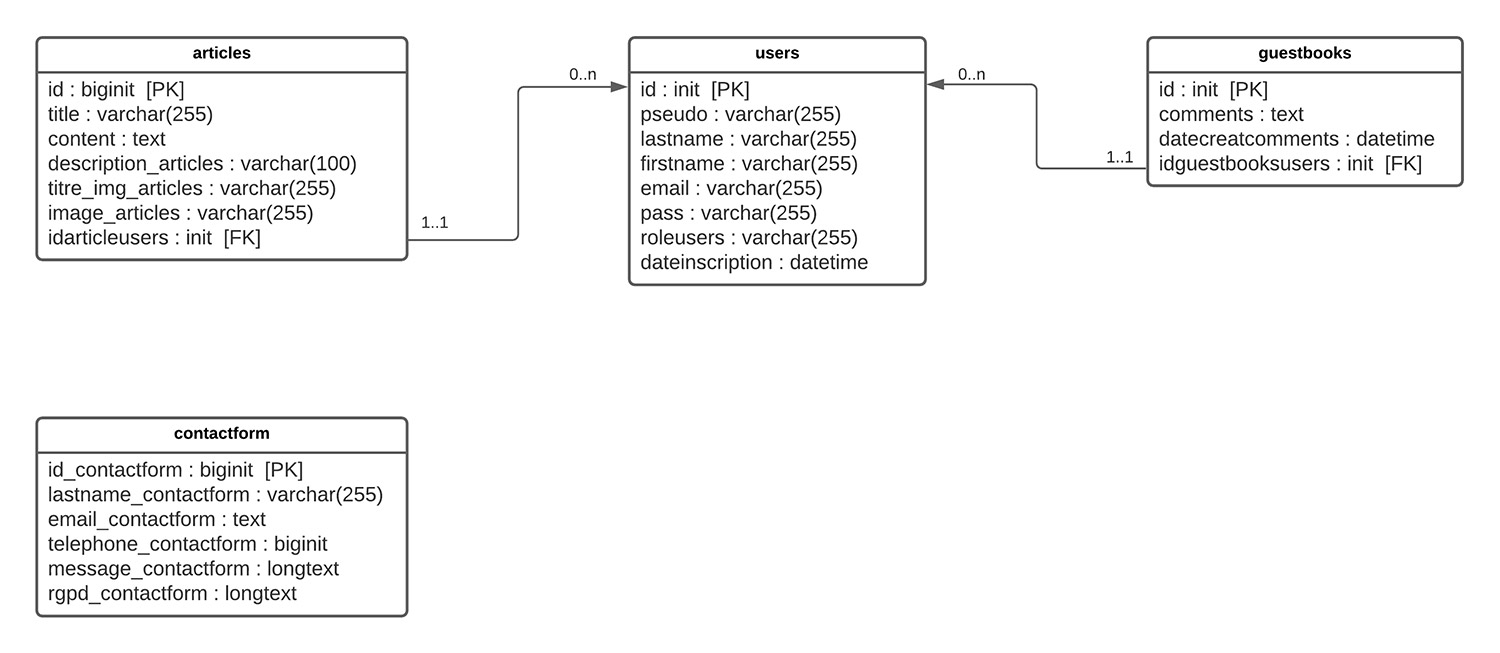 articles
id : biginit [PK]
title : varchar(255)
content : text
description_articles : varchar(100)
titre_img_articles : varchar(255)
image_articles : varchar(255)
idarticleusers : init [FK]
1..1
0..n
users
id : init [PK]
pseudo : varchar(255)
lastname : varchar(255)
firstname : varchar(255)
email : varchar(255)
pass : varchar(255)
roleusers : varchar(255)
dateinscription : datetime
0..n
1..1
guestbooks
id : init [PK]
comments : text
datecreatcomments : datetime
idguestbooksusers : init [FK]
contactform
id_contactform : biginit [PK]
lastname_contactform : varchar(255)
email_contactform : text
telephone_contactform : biginit
message_contactform : longtext
rgpd_contactform : longtext